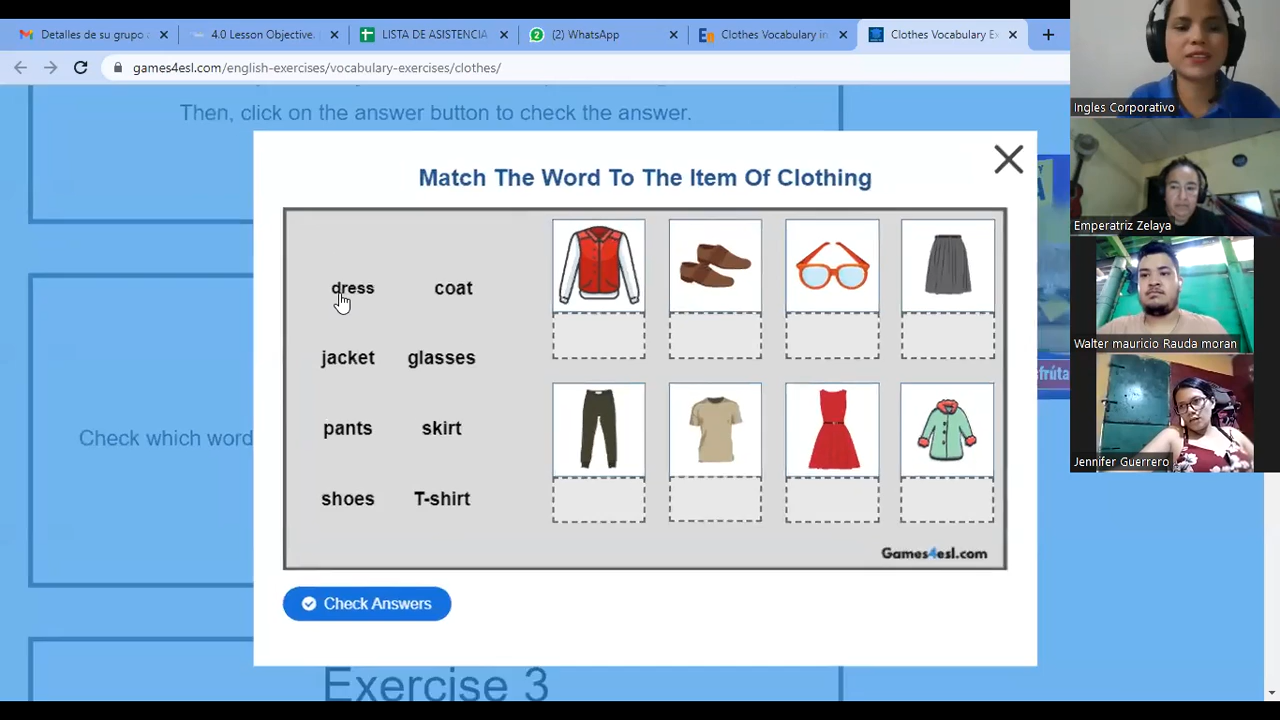 Detalles de su grupo
4.0 Lesson Objective.
LISTA DE ASISTENCIA
(2) WhatsApp
Clothes Vocabulary in
Clothes Vocabulary Ex
games4esl.com/english-exercises/vocabulary-exercises/clothes/
Then, click on the answer button to check the answer.
Match The Word To The Item Of Clothing
dress coat
jacket glasses
pants skirt
shoes T-shirt
Games4esl.com
Check Answers
Check which word
Exercise 3
Ingles Corporativo
Emperatriz Zelaya
Walter mauricio Rauda moran
Jennifer Guerrero